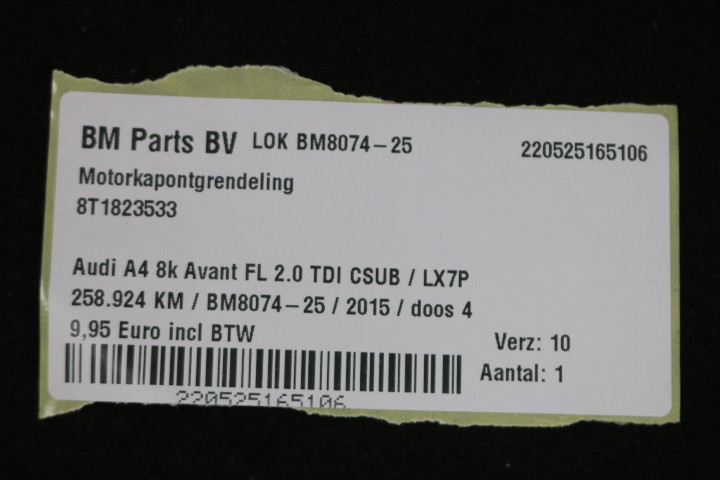 BM Parts BV LOK BM8074-25 220525165106
Motorkapontgrendeling
8T1823533
Audi A4 8k Avant FL 2.0 TDI CSUB / LX7P
258.924 KM / BM8074-25 / 2015 / doos 4
9,95 Euro incl BTW
Verz: 10
Aantal: 1
220525165106